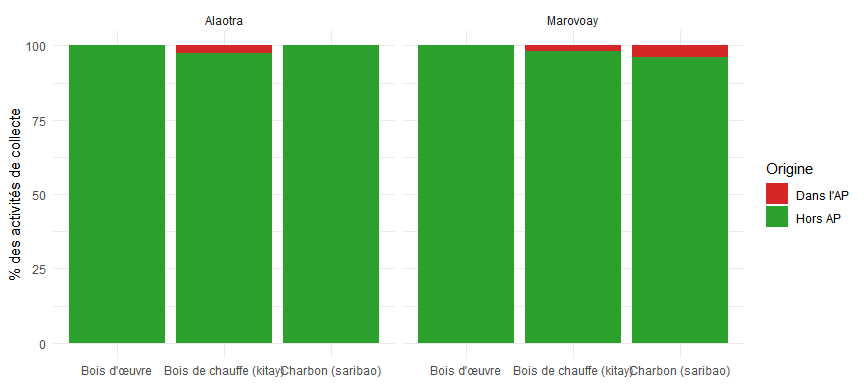 Alaotra
Marovoay
% des activités de collecte
100
75
50
25
0
Bois d'œuvre
Bois de chauffe (kitay)
Charbon (saribao)
Bois d'œuvre
Bois de chauffe (kitay)
Charbon (saribao)
Origine
Dans l'AP
Hors AP